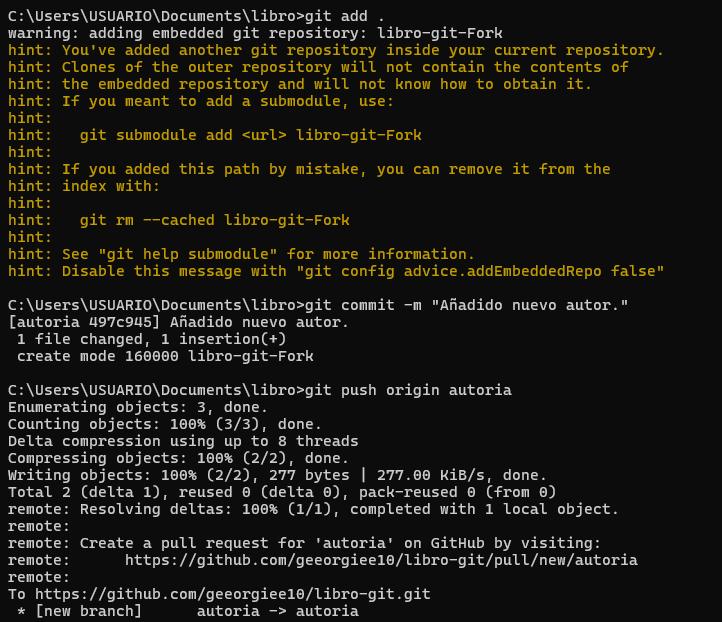 C:\Users\USUARIO\Documents\libro>git add .
warning: adding embedded git repository: libro-git-Fork
hint: You've added another git repository inside your current repository.
hint: Clones of the outer repository will not contain the contents of
hint: the embedded repository and will not know how to obtain it.
hint: If you meant to add a submodule, use:
hint:
hint:   git submodule add <url> libro-git-Fork
hint:
hint: If you added this path by mistake, you can remove it from the
hint: index with:
hint:
hint:   git rm --cached libro-git-Fork
hint:
hint: See "git help submodule" for more information.
hint: Disable this message with "git config advice.addEmbeddedRepo false"
C:\Users\USUARIO\Documents\libro>git commit -m "Añadido nuevo autor."
[autoria 497c945] Añadido nuevo autor.
 1 file changed, 1 insertion(+)
 create mode 160000 libro-git-Fork
C:\Users\USUARIO\Documents\libro>git push origin autoria
Enumerating objects: 3, done.
Counting objects: 100% (3/3), done.
Delta compression using up to 8 threads
Compressing objects: 100% (2/2), done.
Writing objects: 100% (2/2), 277 bytes | 277.00 KiB/s, done.
Total 2 (delta 1), reused 0 (delta 0), pack-reused 0 (from 0)
remote: Resolving deltas: 100% (1/1), completed with 1 local object.
remote:
remote: Create a pull request for 'autoria' on GitHub by visiting:
remote:      https://github.com/geeorgiee10/libro-git/pull/new/autoria
remote:
To https://github.com/geeorgiee10/libro-git.git
 * [new branch]      autoria -> autoria